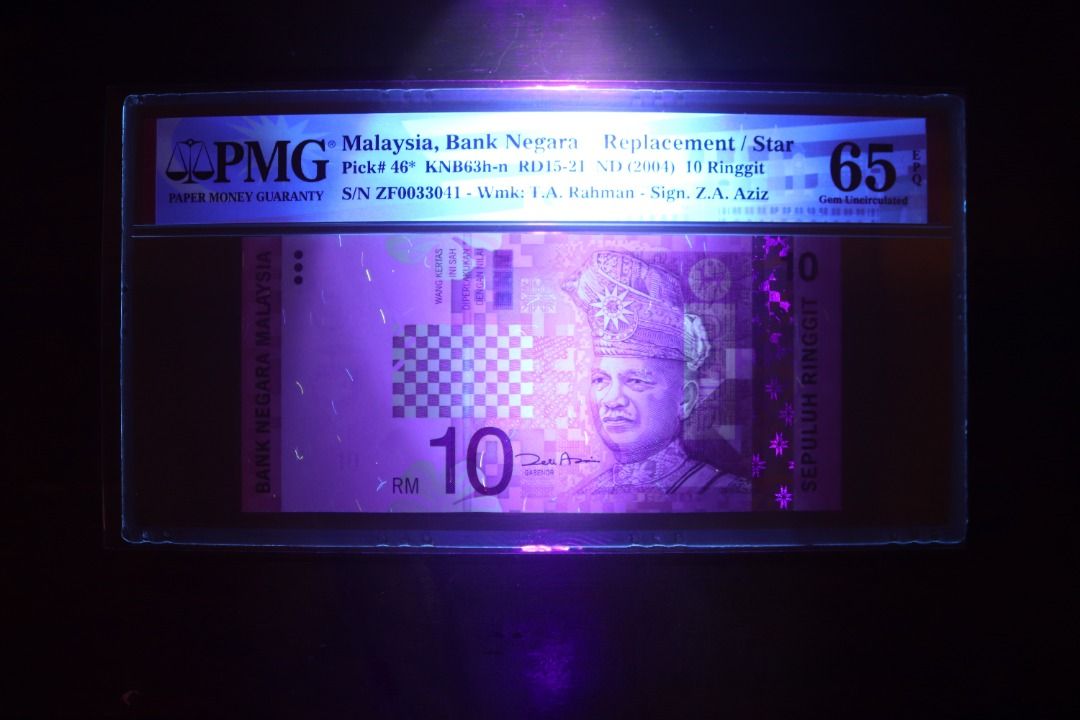 PMG®
PAPER MONEY GUARANTY
Malaysia, Bank Negara Replacement / Star
Pick# 46* KNB63h-n RD15-21 ND (2004) 10 Ringgit
S/N ZF0033041 - Wmk: T.A. Rahman - Sign. Z.A. Aziz
65
EPQ
Gem Uncirculated
BANK NEGARA MALAYSIA
WANG KERTAS
INI SAH
DIPERLAKUKAN
DENGAN NILAI
10
SEPULUH RINGGIT
RM 10
GABENOR